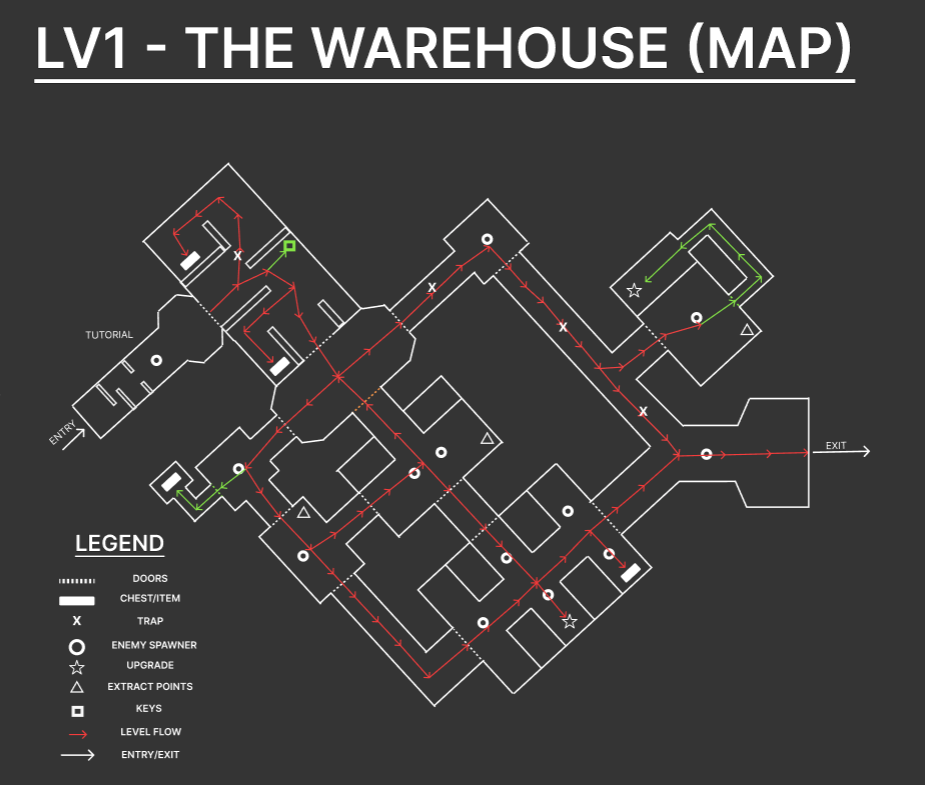 LV1 - THE WAREHOUSE (MAP)
TUTORIAL
ENTRY
EXIT
X
X
X
X
LEGEND
DOORS
CHEST/ITEM
X TRAP
ENEMY SPAWNER
UPGRADE
EXTRACT POINTS
KEYS
LEVEL FLOW
ENTRY/EXIT